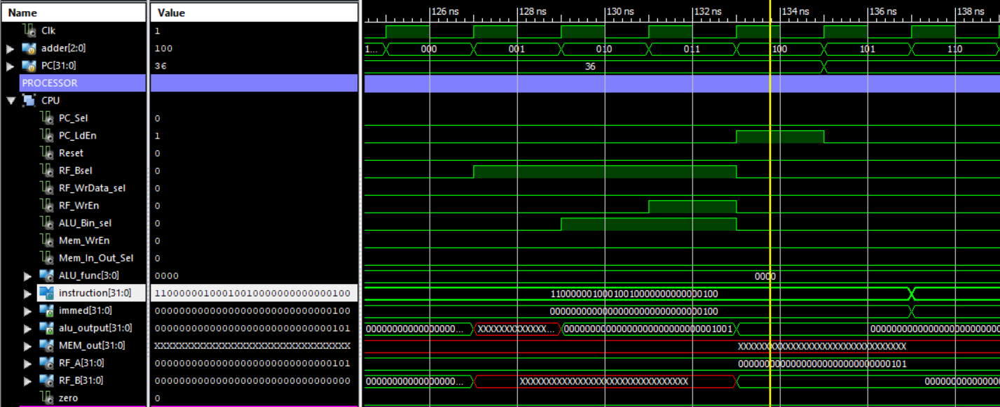 Name Value
126 ns 128 ns 130 ns 132 ns 134 ns 136 ns 138 ns
Clk 1
adder[2:0] 100 1... 000 001 010 011 100 101 110
PC[31:0] 36 36
PROCESSOR
CPU
PC_Sel 0
PC_LdEn 1
Reset 0
RF_Bsel 0
RF_WrData_sel 0
RF_WrEn 0
ALU_Bin_sel 0
Mem_WrEn 0
Mem_In_Out_Sel 0
ALU_func[3:0] 0000 0000
instruction[31:0] 11000000100010010000000000000100 11000000100010010000000000000100
immed[31:0] 00000000000000000000000000000100 00000000000000000000000000000100
alu_output[31:0] 00000000000000000000000000000101 00000000000000000... XXXXXXXXXXXXX... 00000000000000000000000000001001 0000000000000000000000000
MEM_out[31:0] XXXXXXXXXXXXXXXXXXXXXXXXXXXXXXXX XXXXXXXXXXXXXXXXXXXXXXXXXXXXXXXX
RF_A[31:0] 00000000000000000000000000000101 00000000000000000000000000000101
RF_B[31:0] 00000000000000000000000000000000 00000000000000000... XXXXXXXXXXXXXXXXXXXXXXXXXXXXXXXX 00000000000000
zero 0